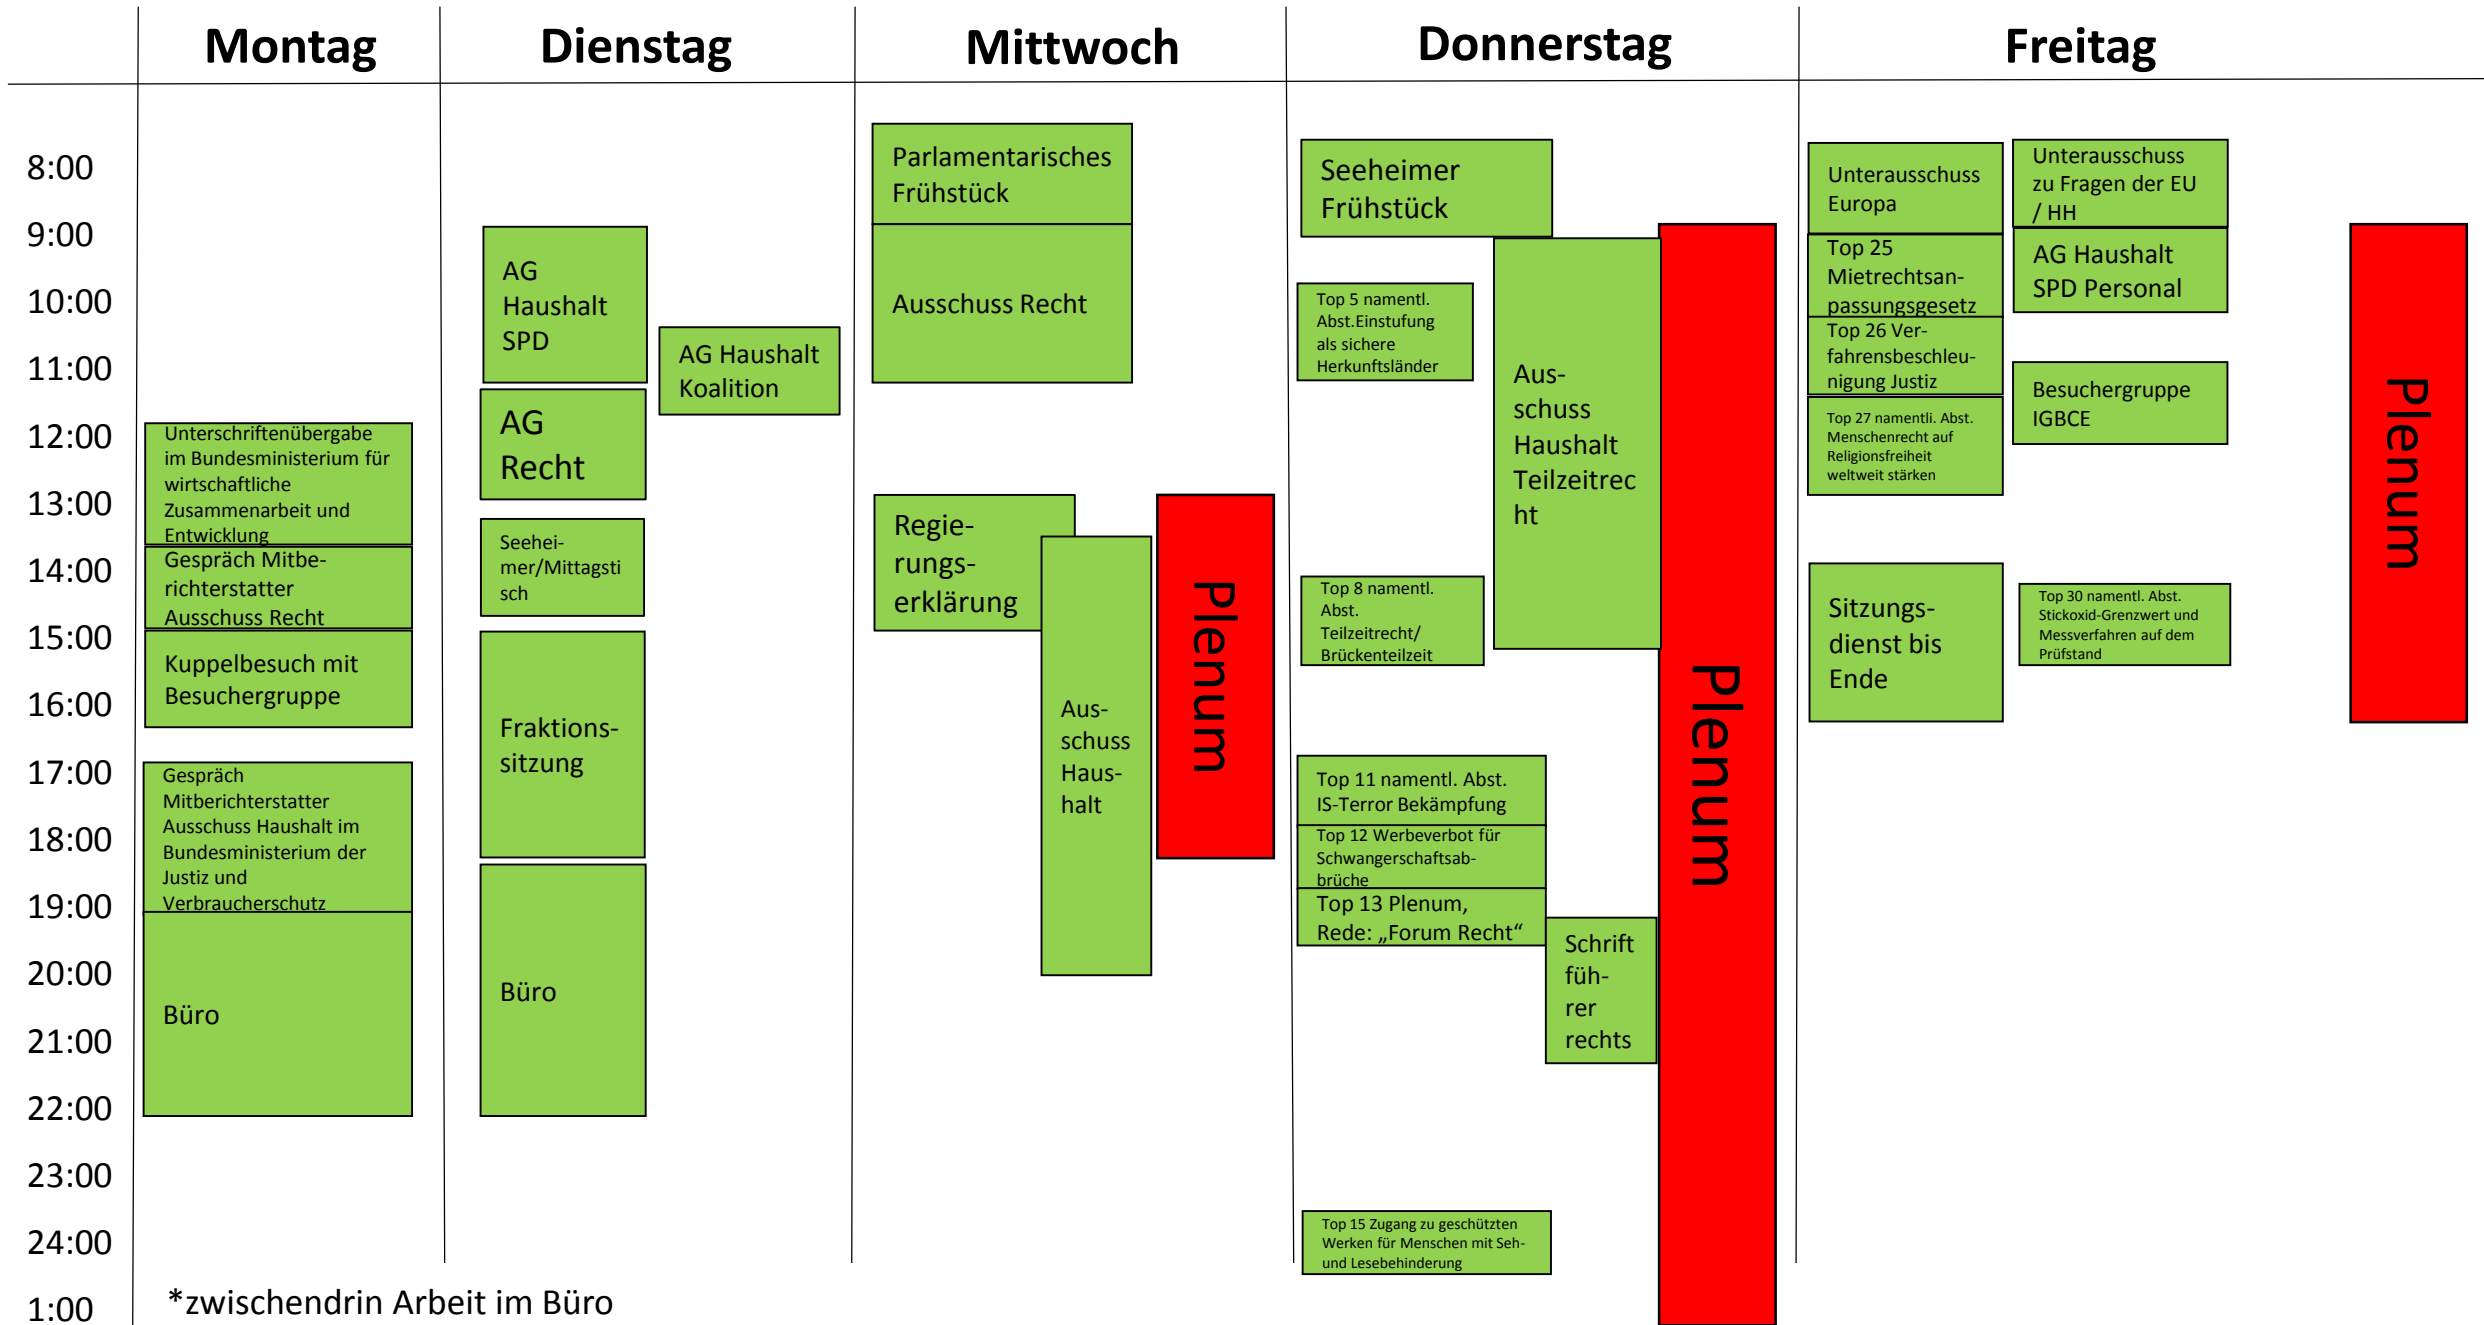 Montag
Dienstag
Mittwoch
Donnerstag
Freitag
8:00
9:00
10:00
11:00
12:00
13:00
14:00
15:00
16:00
17:00
18:00
19:00
20:00
21:00
22:00
23:00
24:00
1:00
Unterschriftenübergabe
im Bundesministerium für
wirtschaftliche
Zusammenarbeit und
Entwicklung
Gespräch Mitbe-
richterstatter
Ausschuss Recht
Kuppelbesuch mit
Besuchergruppe
Gespräch
Mitberichterstatter
Ausschuss Haushalt im
Bundesministerium der
Justiz und
Verbraucherschutz
Büro
AG
Haushalt
SPD
AG Haushalt
Koalition
AG
Recht
Seehei-
mer/Mittagsti
sch
Fraktions-
sitzung
Büro
Parlamentarisches
Frühstück
Ausschuss Recht
Regie-
rungs-
erklärung
Aus-
schuss
Haus-
halt
Plenum
Seeheimer
Frühstück
Top 5 namentl.
Abst.Einstufung
als sichere
Herkunftsländer
Aus-
schuss
Haushalt
Teilzeitrec
ht
Top 8 namentl.
Abst.
Teilzeitrecht/
Brückenteilzeit
Top 11 namentl. Abst.
IS-Terror Bekämpfung
Top 12 Werbeverbot für
Schwangerschaftsab-
brüche
Top 13 Plenum,
Rede: „Forum Recht“
Schrift
füh-
rer
rechts
Top 15 Zugang zu geschützten
Werken für Menschen mit Seh-
und Lesebehinderung
Plenum
Unterausschuss
Europa
Unterausschuss
zu Fragen der EU
/ HH
Top 25
Mietrechtsan-
passungsgesetz
AG Haushalt
SPD Personal
Top 26 Ver-
fahrensbeschleu-
nigung Justiz
Besuchergruppe
IGBCE
Top 27 namentli. Abst.
Menschenrecht auf
Religionsfreiheit
weltweit stärken
Sitzungs-
dienst bis
Ende
Top 30 namentl. Abst.
Stickoxid-Grenzwert und
Messverfahren auf dem
Prüfstand
Plenum
*zwischendrin Arbeit im Büro